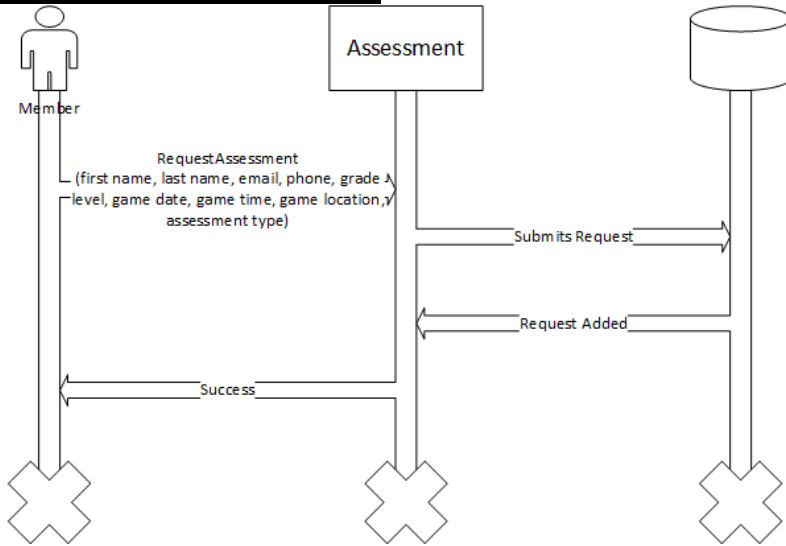 Assessment
Member
RequestAssessment
(first name, last name, email, phone, grade
level, game date, game time, game location,
assessment type)
Submits Request
Request Added
Success